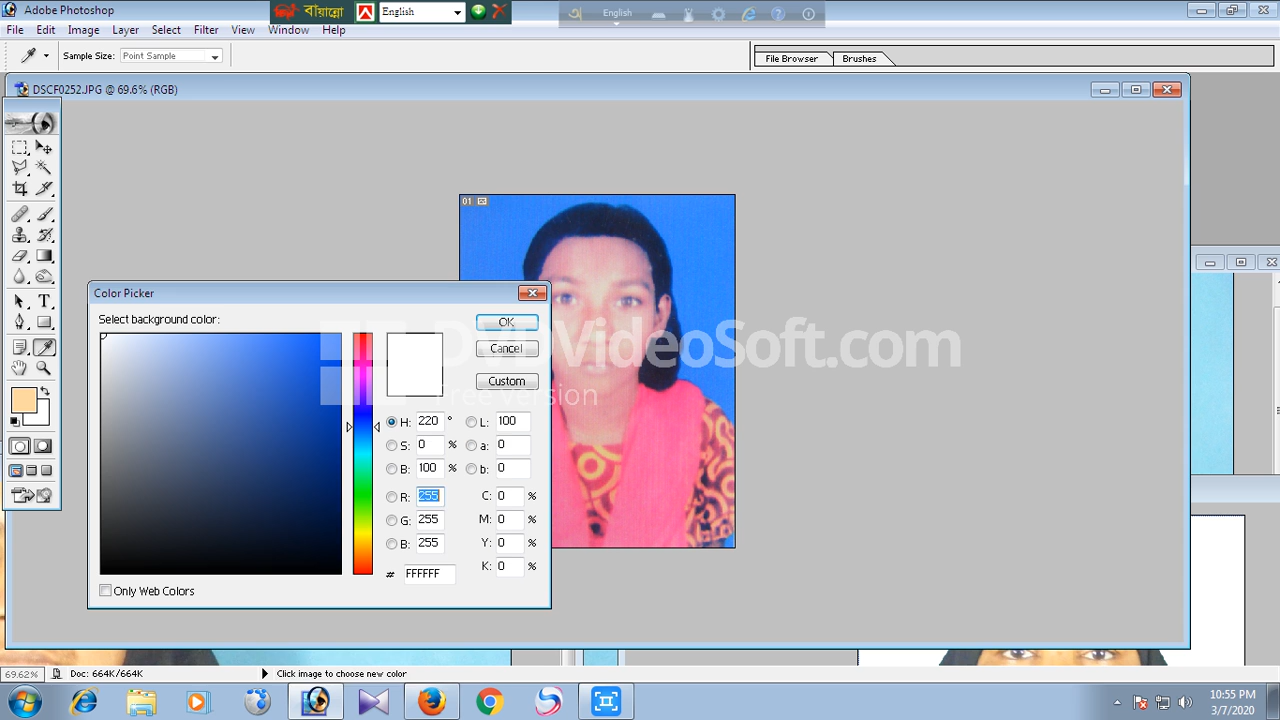 Adobe Photoshop
বায়ান্নো
English
English
File Edit Image Layer Select Filter View Window Help
Sample Size: Point Sample
File Browser Brushes
DSCF0252.JPG @ 69.6% (RGB)
01
Color Picker
Select background color:
OK
Cancel
Custom
DVDVideoSoft.com
Free version
H: 220 °
L: 100
S: 0 %
a: 0
B: 100 %
b: 0
R: 255
C: 0 %
G: 255
M: 0 %
B: 255
Y: 0 %
# FFFFFF
K: 0 %
Only Web Colors
69.62% Doc: 664K/664K Click image to choose new color
10:55 PM
3/7/2020